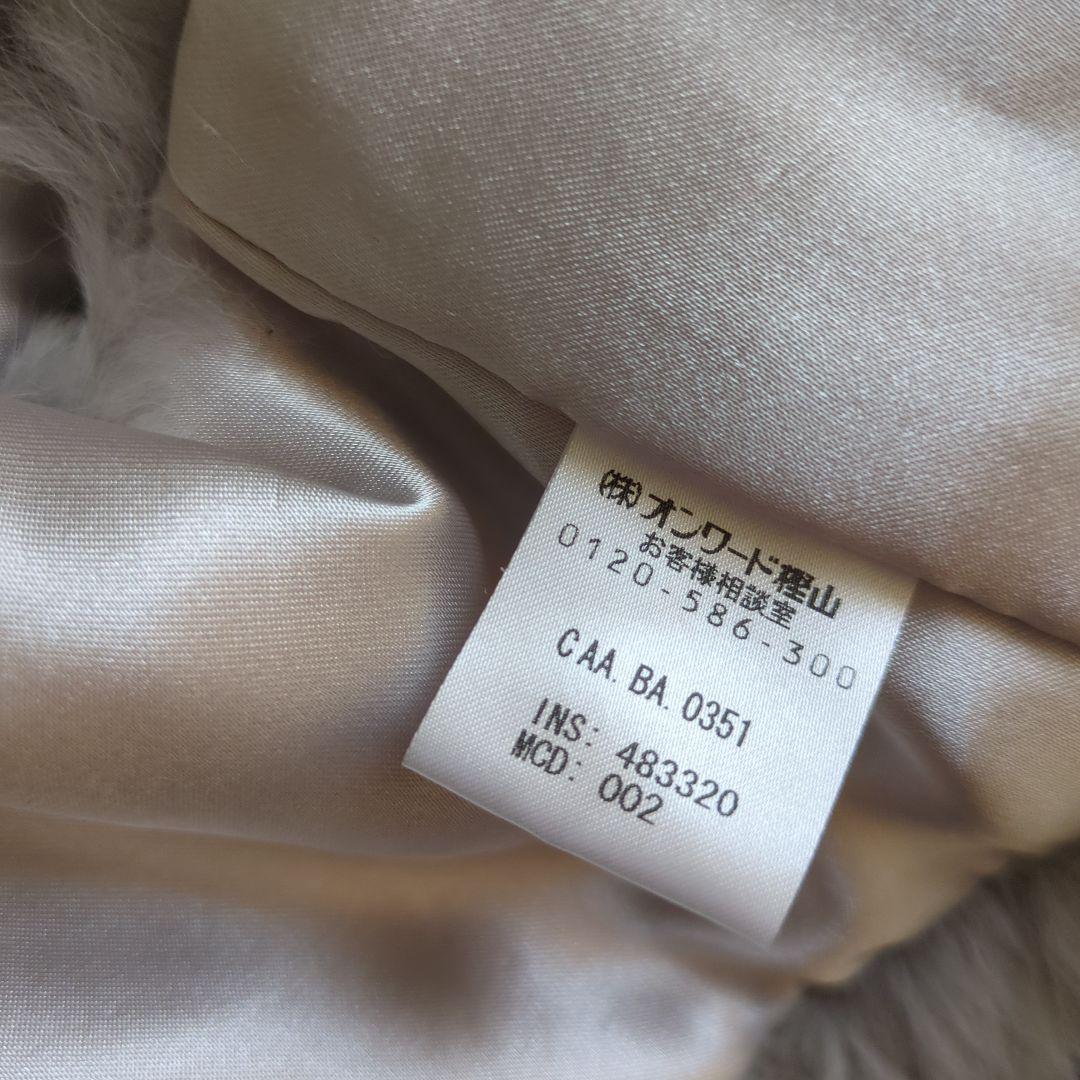 (株)オンワード樫山
お客様相談室
0120-586-300
CAA.BA.0351
INS: 483320
MCD: 002